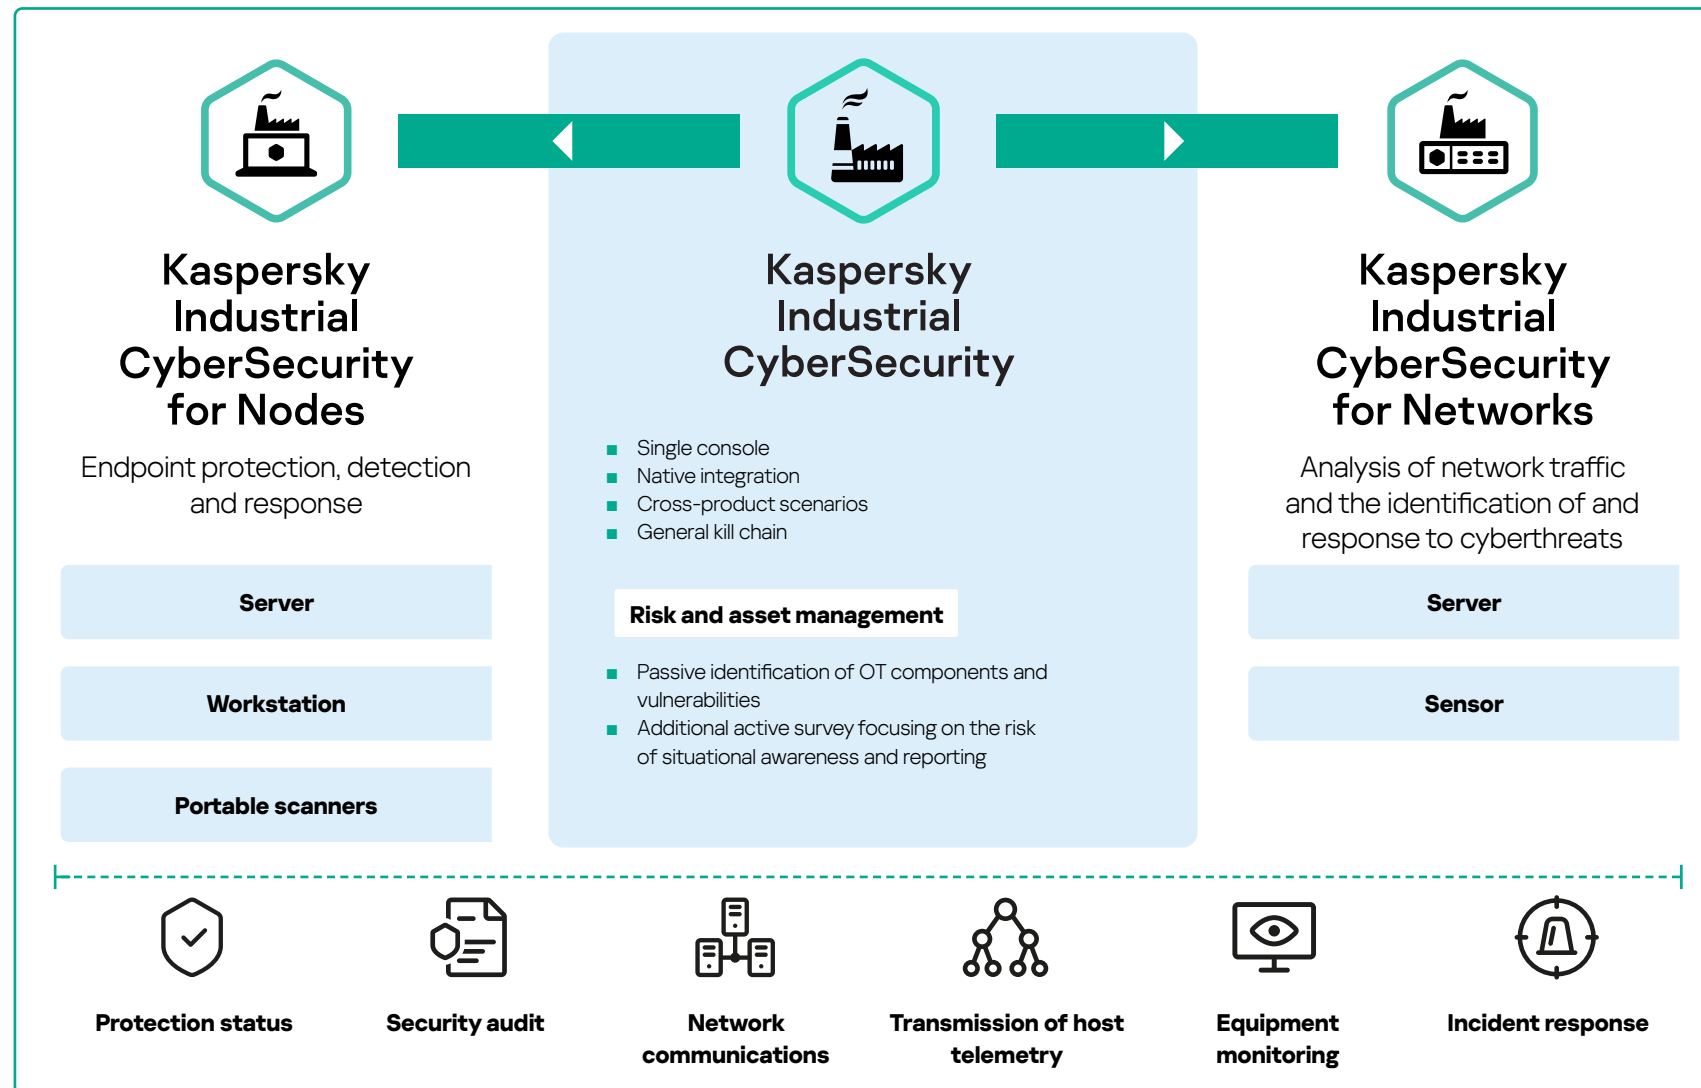 Kaspersky
Industrial
CyberSecurity
for Nodes
Endpoint protection, detection
and response
Server
Workstation
Portable scanners
Kaspersky
Industrial
CyberSecurity
Single console
Native integration
Cross-product scenarios
General kill chain
Risk and asset management
Passive identification of OT components and
vulnerabilities
Additional active survey focusing on the risk
of situational awareness and reporting
Kaspersky
Industrial
CyberSecurity
for Networks
Analysis of network traffic
and the identification of and
response to cyberthreats
Server
Sensor
Protection status
Security audit
Network
communications
Transmission of host
telemetry
Equipment
monitoring
Incident response